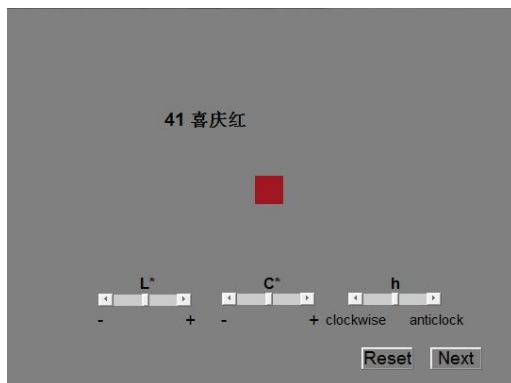 41 喜庆红
L* C* h
- + - + clockwise anticlock
Reset Next